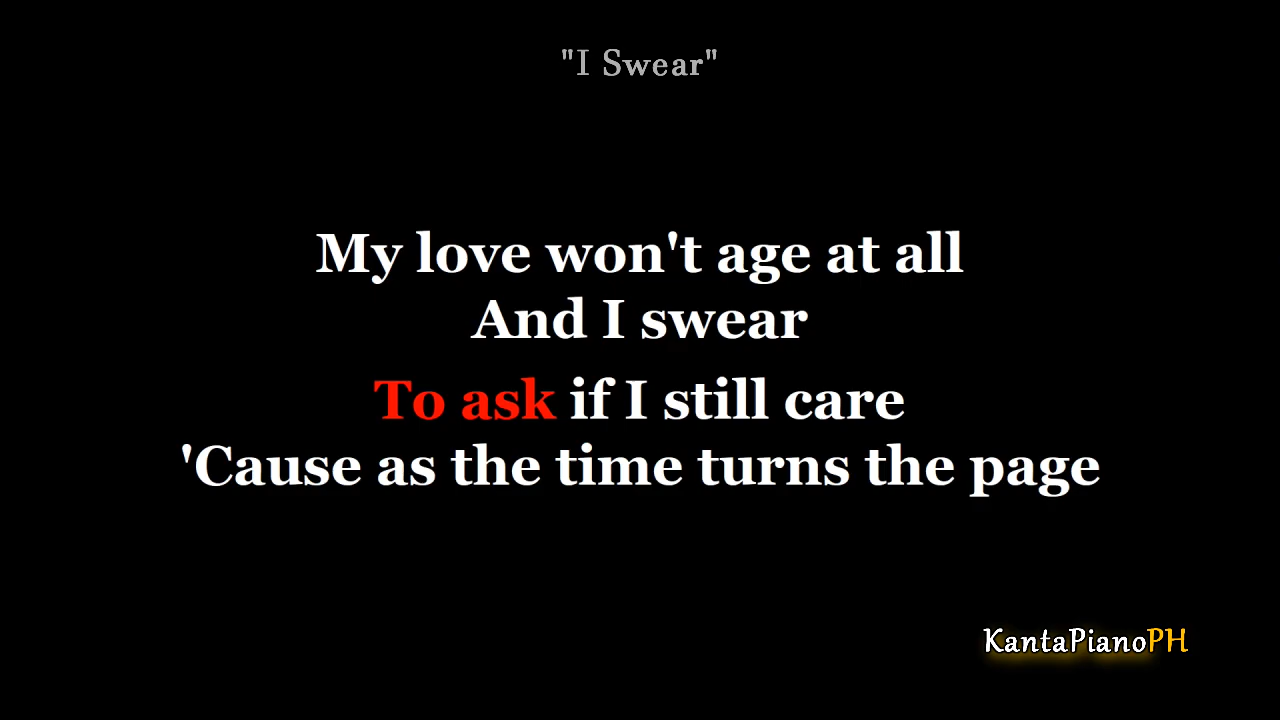 "I Swear"
My love won't age at all
And I swear
To ask if I still care
'Cause as the time turns the page
KantaPianoPH